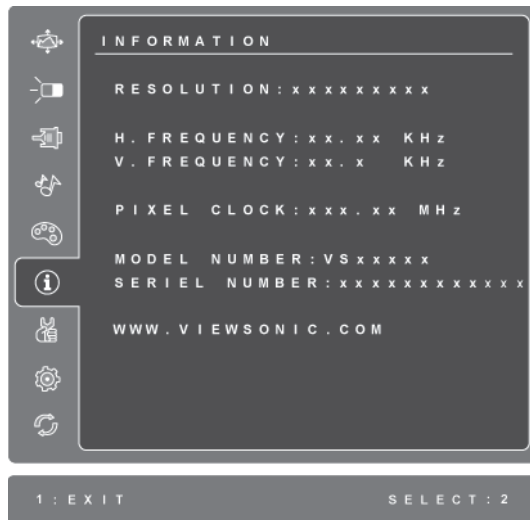 INFORMATION
RESOLUTION:xxxxxxxxx
H. FREQUENCY:xx.xx KHz
V. FREQUENCY:xx.x KHz
PIXEL CLOCK:xxx.xx MHz
MODEL NUMBER:VSxxxxx
SERIEL NUMBER:xxxxxxxxxxxx
WWW.VIEWSONIC.COM
1:EXIT SELECT:2